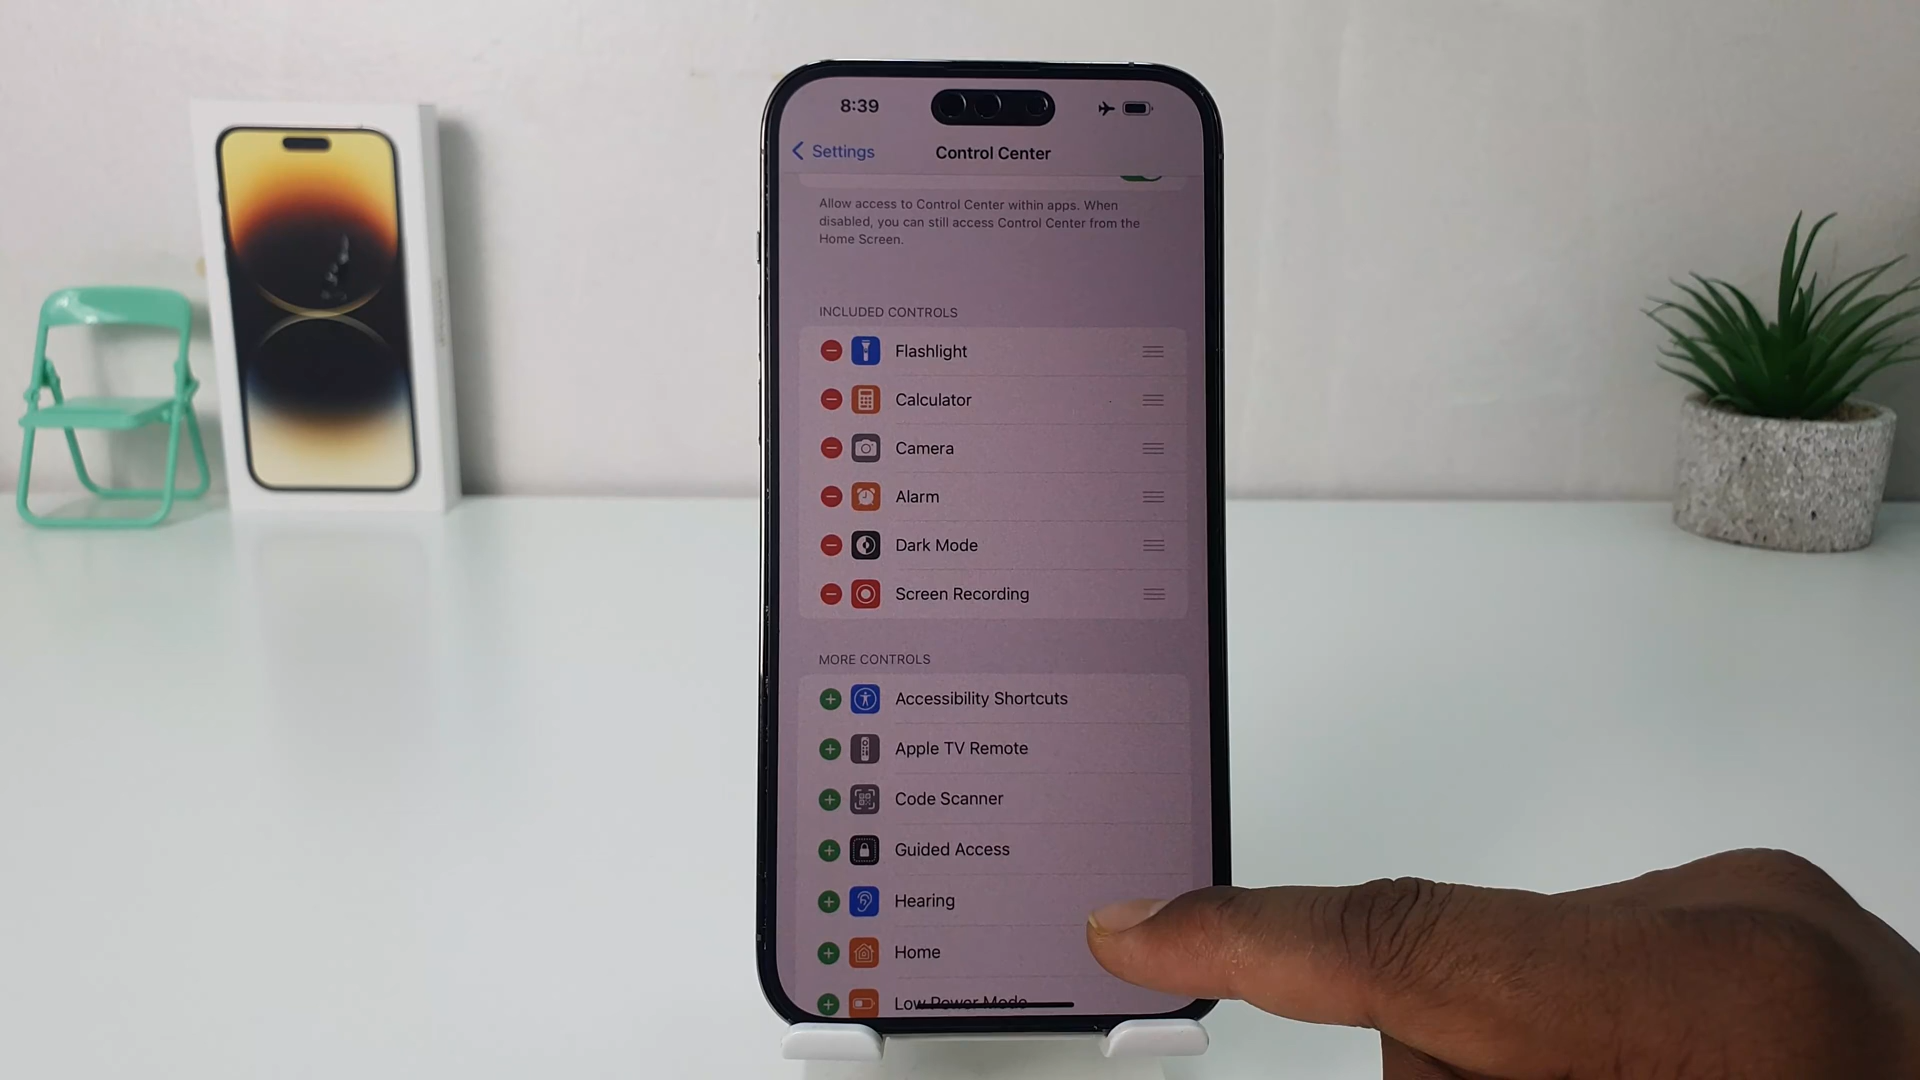 8:39
Settings
Control Center
Allow access to Control Center within apps. When
disabled, you can still access Control Center from the
Home Screen.
INCLUDED CONTROLS
Flashlight
Calculator
Camera
Alarm
Dark Mode
Screen Recording
MORE CONTROLS
Accessibility Shortcuts
Apple TV Remote
Code Scanner
Guided Access
Hearing
Home
Low Power Mode